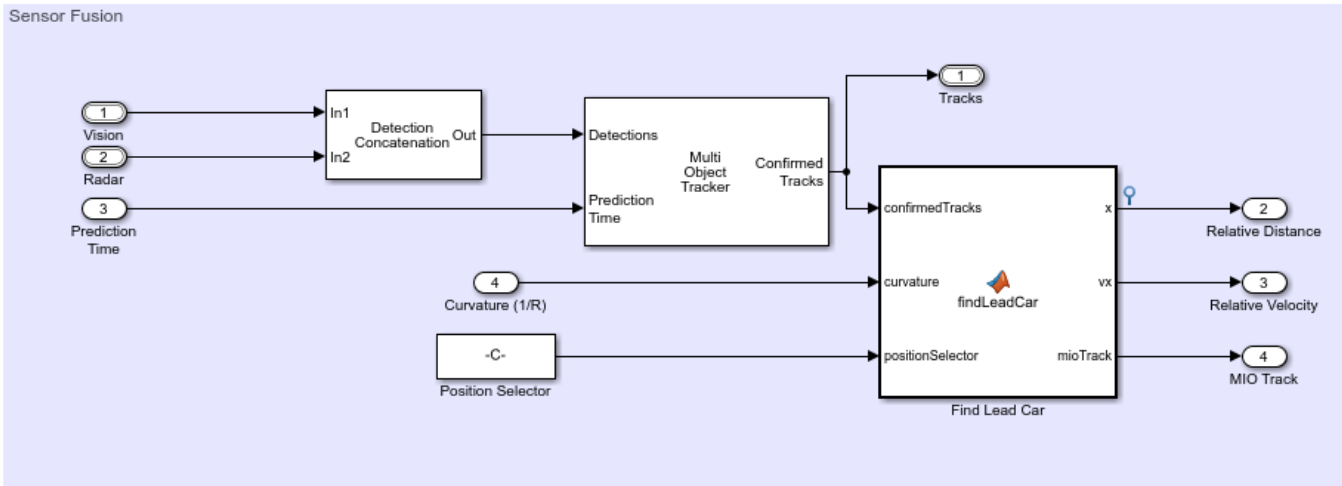 Sensor Fusion
1
Tracks
1
Vision
2
Radar
3
Prediction
Time
In1
In2
Detection
Concatenation
Out
Detections
Prediction
Time
Multi
Object
Tracker
Confirmed
Tracks
4
Curvature (1/R)
-C-
Position Selector
confirmedTracks
curvature
positionSelector
findLeadCar
x
vx
mioTrack
Find Lead Car
2
Relative Distance
3
Relative Velocity
4
MIO Track